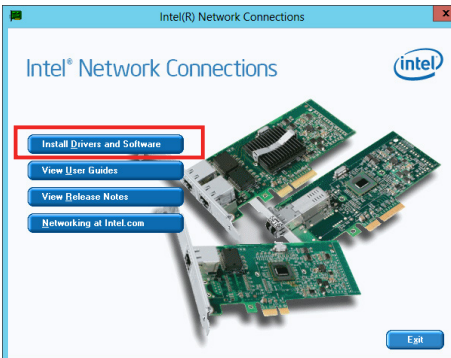 Intel(R) Network Connections
x
Intel® Network Connections
intel
Install Drivers and Software
View User Guides
View Release Notes
Networking at Intel.com
Exit